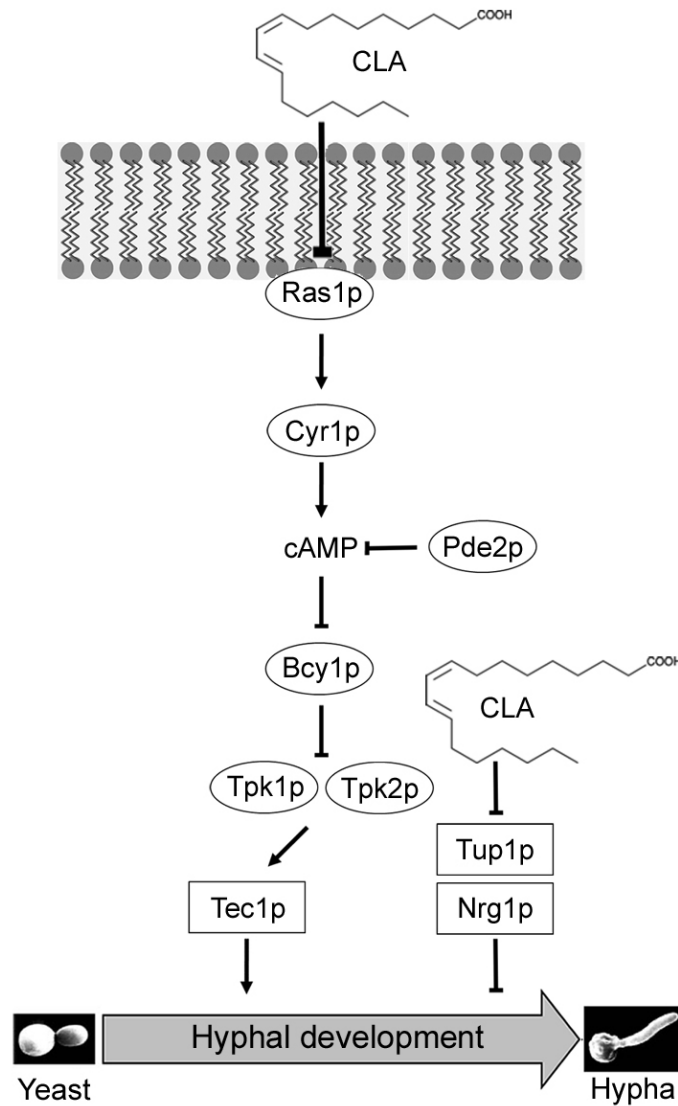 COOH
CLA
Ras1p
Cyr1p
cAMP
Pde2p
Bcy1p
COOH
CLA
Tpk1p
Tpk2p
Tup1p
Tec1p
Nrg1p
Hyphal development
Yeast
Hypha